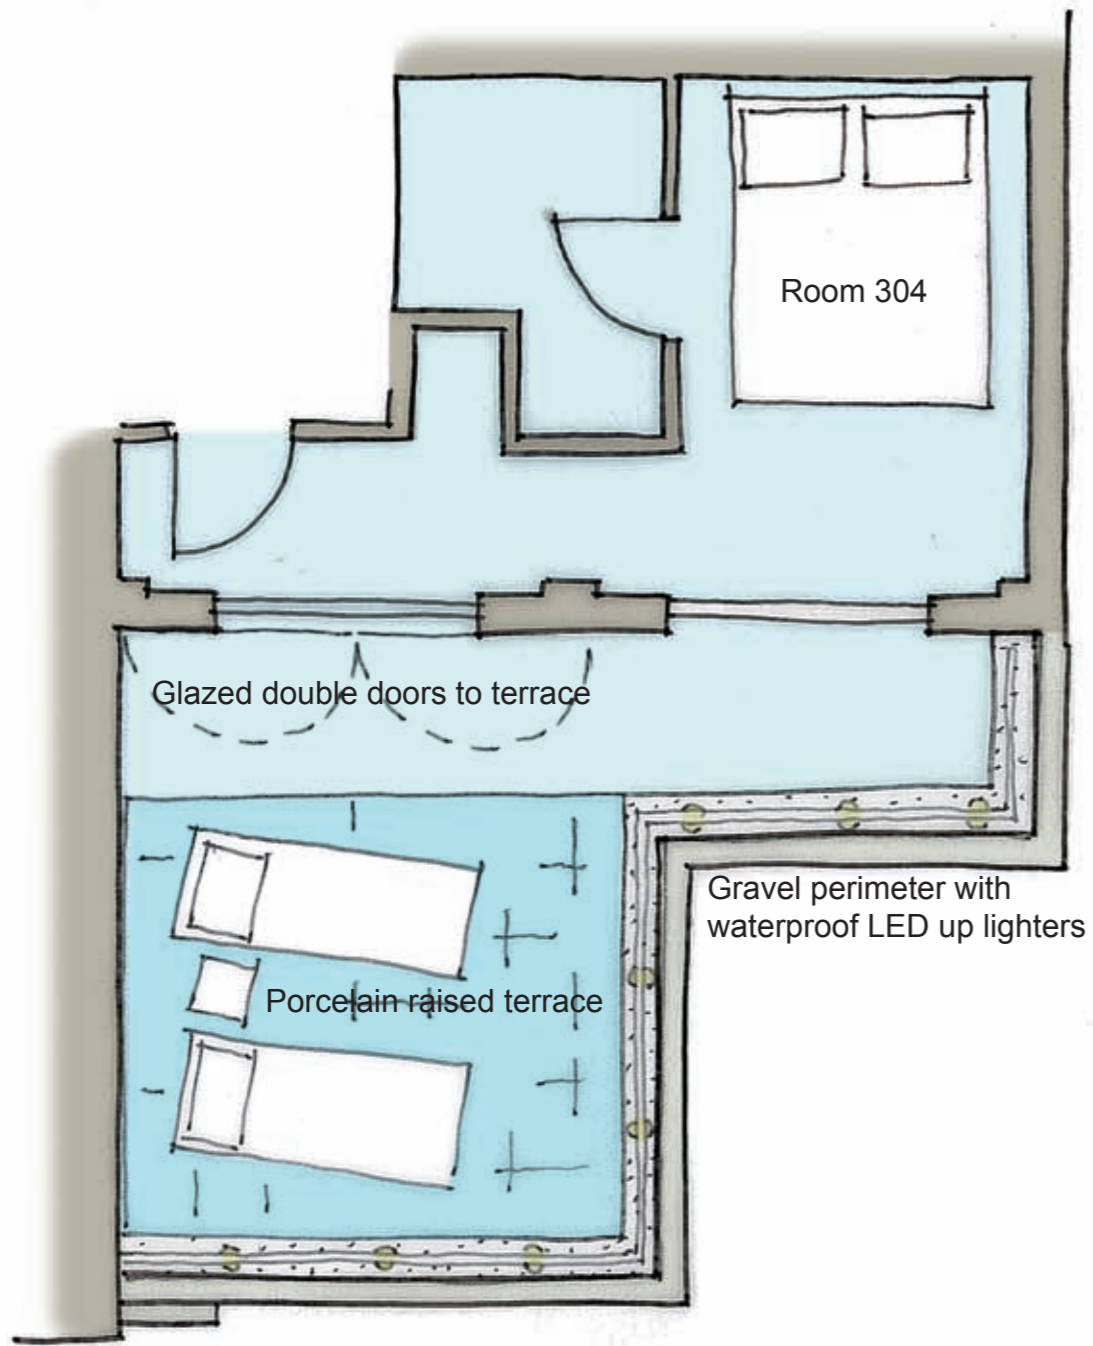 Room 304
Glazed double doors to terrace
Gravel perimeter with
waterproof LED up lighters
Porcelain raised terrace